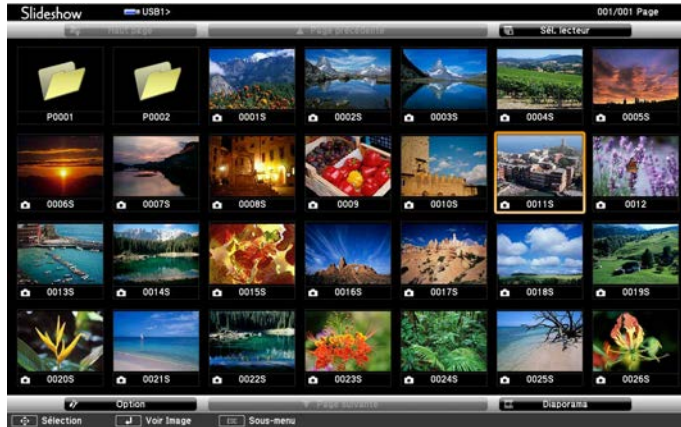 Slideshow USB1> 001/001 Page
Haut page Page précédente Sél. lecteur
P0001 P0002 0001S 0002S 0003S 0004S 0005S
0006S 0007S 0008S 0009 0010S 0011S 0012
0013S 0014S 0015S 0016S 0017S 0018S 0019S
0020S 0021S 0022S 0023S 0024S 0025S 0026S
Option Page suivante Diaporama
Sélection Voir Image Esc Sous-menu